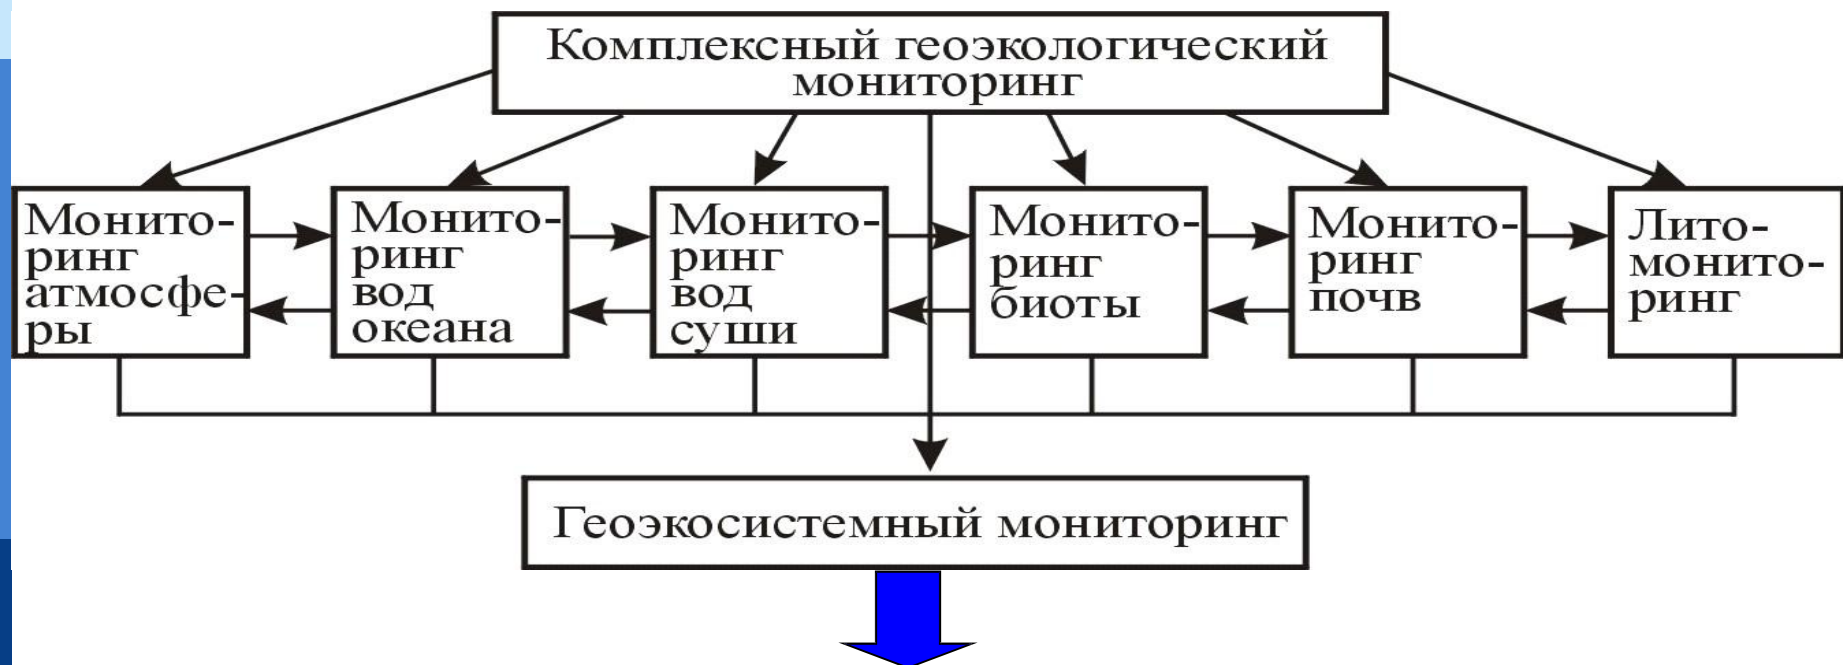 Комплексный геоэкологический
мониторинг
Монито-
ринг
атмосфе-
ры
Монито-
ринг
вод
океана
Монито-
ринг
вод
суши
Монито-
ринг
биоты
Монито-
ринг
почв
Лито-
монито-
ринг
Геоэкосистемный мониторинг